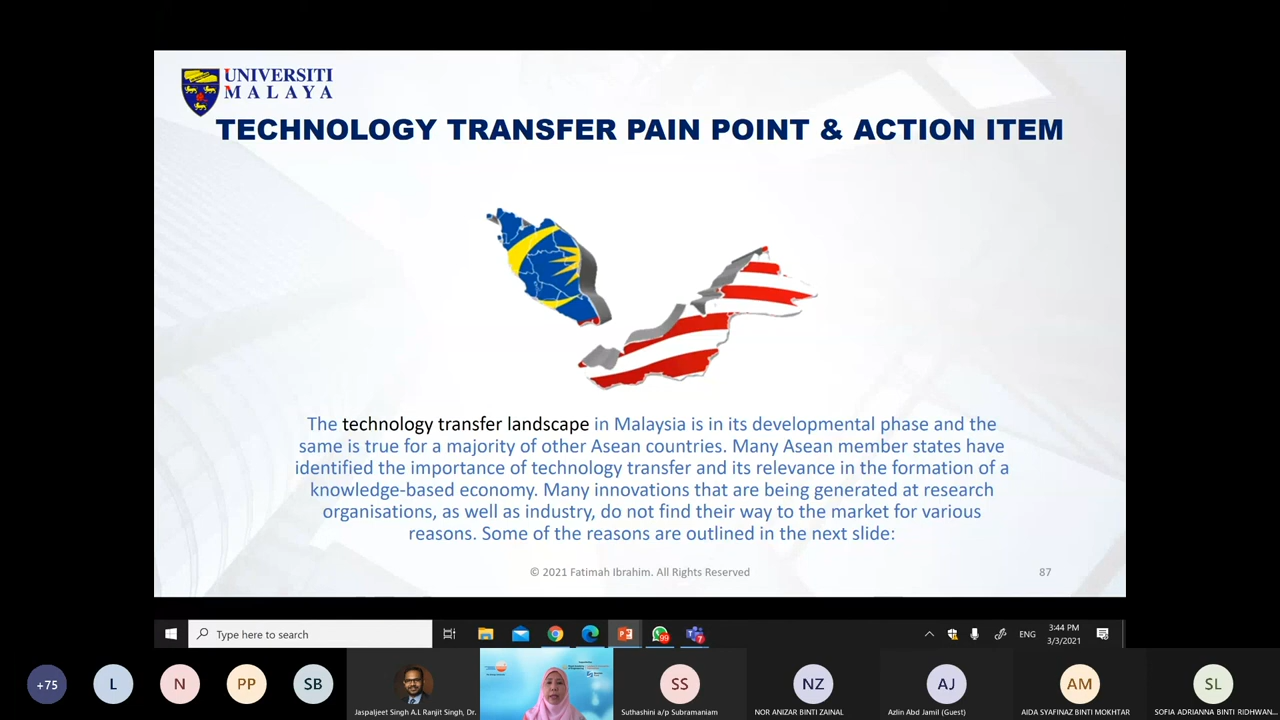 UNIVERSITI
MALAYA
TECHNOLOGY TRANSFER PAIN POINT & ACTION ITEM
The technology transfer landscape in Malaysia is in its developmental phase and the
same is true for a majority of other Asean countries. Many Asean member states have
identified the importance of technology transfer and its relevance in the formation of a
knowledge-based economy. Many innovations that are being generated at research
organisations, as well as industry, do not find their way to the market for various
reasons. Some of the reasons are outlined in the next slide:
© 2021 Fatimah Ibrahim. All Rights Reserved
87
Type here to search
99
7
ENG
3:44 PM
3/3/2021
+75
L
N
PP
SB
SS
NZ
AJ
AM
SL
Jaspaljeet Singh A.L Ranjit Singh, Dr.
Suthashini a/p Subramaniam
NOR ANIZAR BINTI ZAINAL
Azlin Abd Jamil (Guest)
AIDA SYAFINAZ BINTI MOKHTAR
SOFIA ADRIANNA BINTI RIDHWAN...